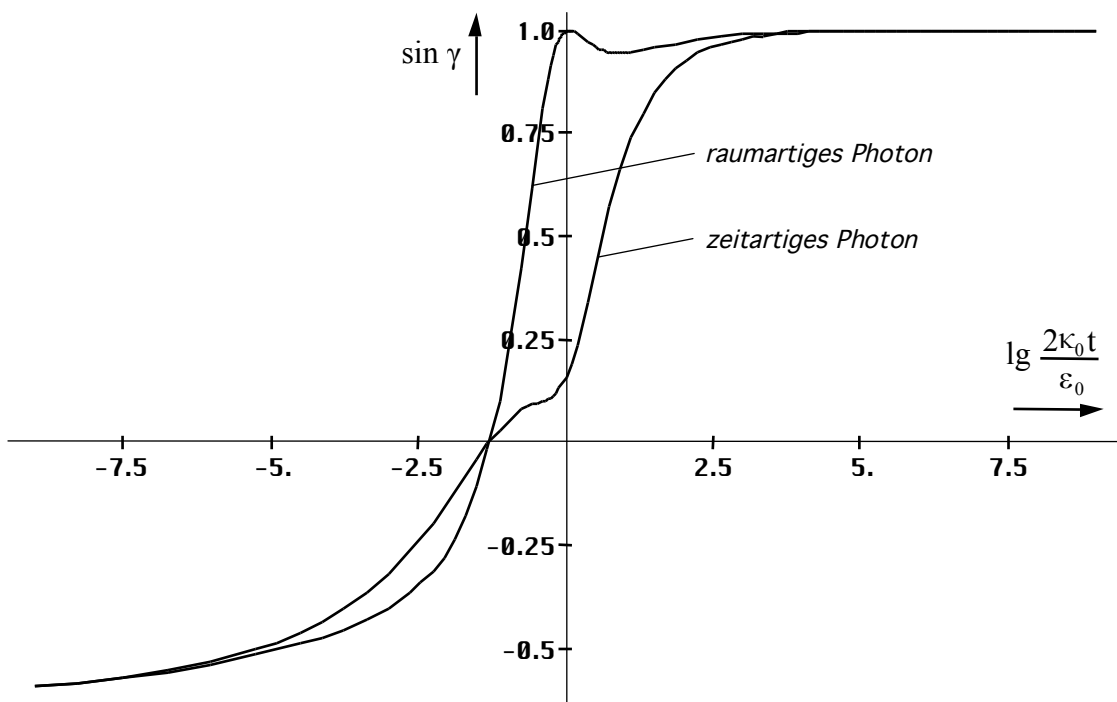 1.0
sin γ
0.75
raumartiges Photon
0.5
zeitartiges Photon
0.25
lg 2κ₀t
ε₀
-7.5 -5. -2.5 2.5 5. 7.5
-0.25
-0.5